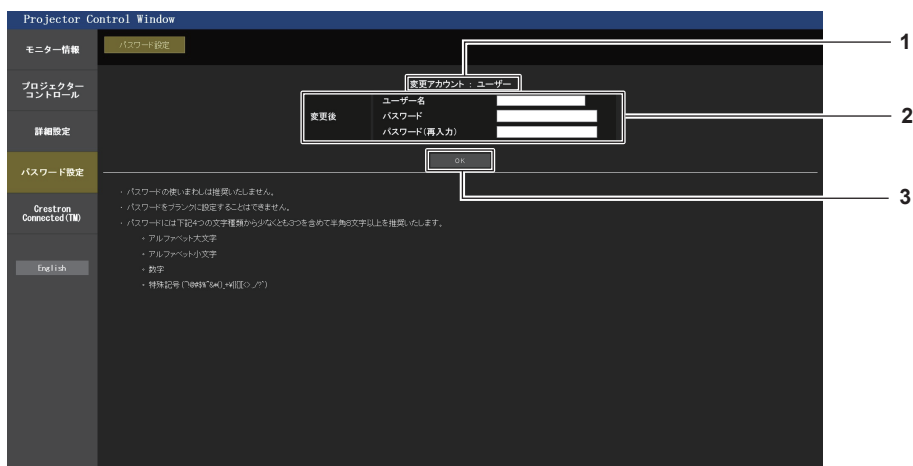 Projector Control Window
モニター情報
パスワード設定
1
プロジェクター
コントロール
変更アカウント : ユーザー
変更後
ユーザー名
パスワード
パスワード(再入力)
2
詳細設定
OK
パスワード設定
3
・ パスワードの使いまわしは推奨いたしません。
・ パスワードをブランクに設定することはできません。
・ パスワードには下記4つの文字種類から少なくとも3つを含めて半角8文字以上を推奨いたします。
Crestron
Connected(TM)
・ アルファベット大文字
・ アルファベット小文字
English
・ 数字
・ 特殊記号